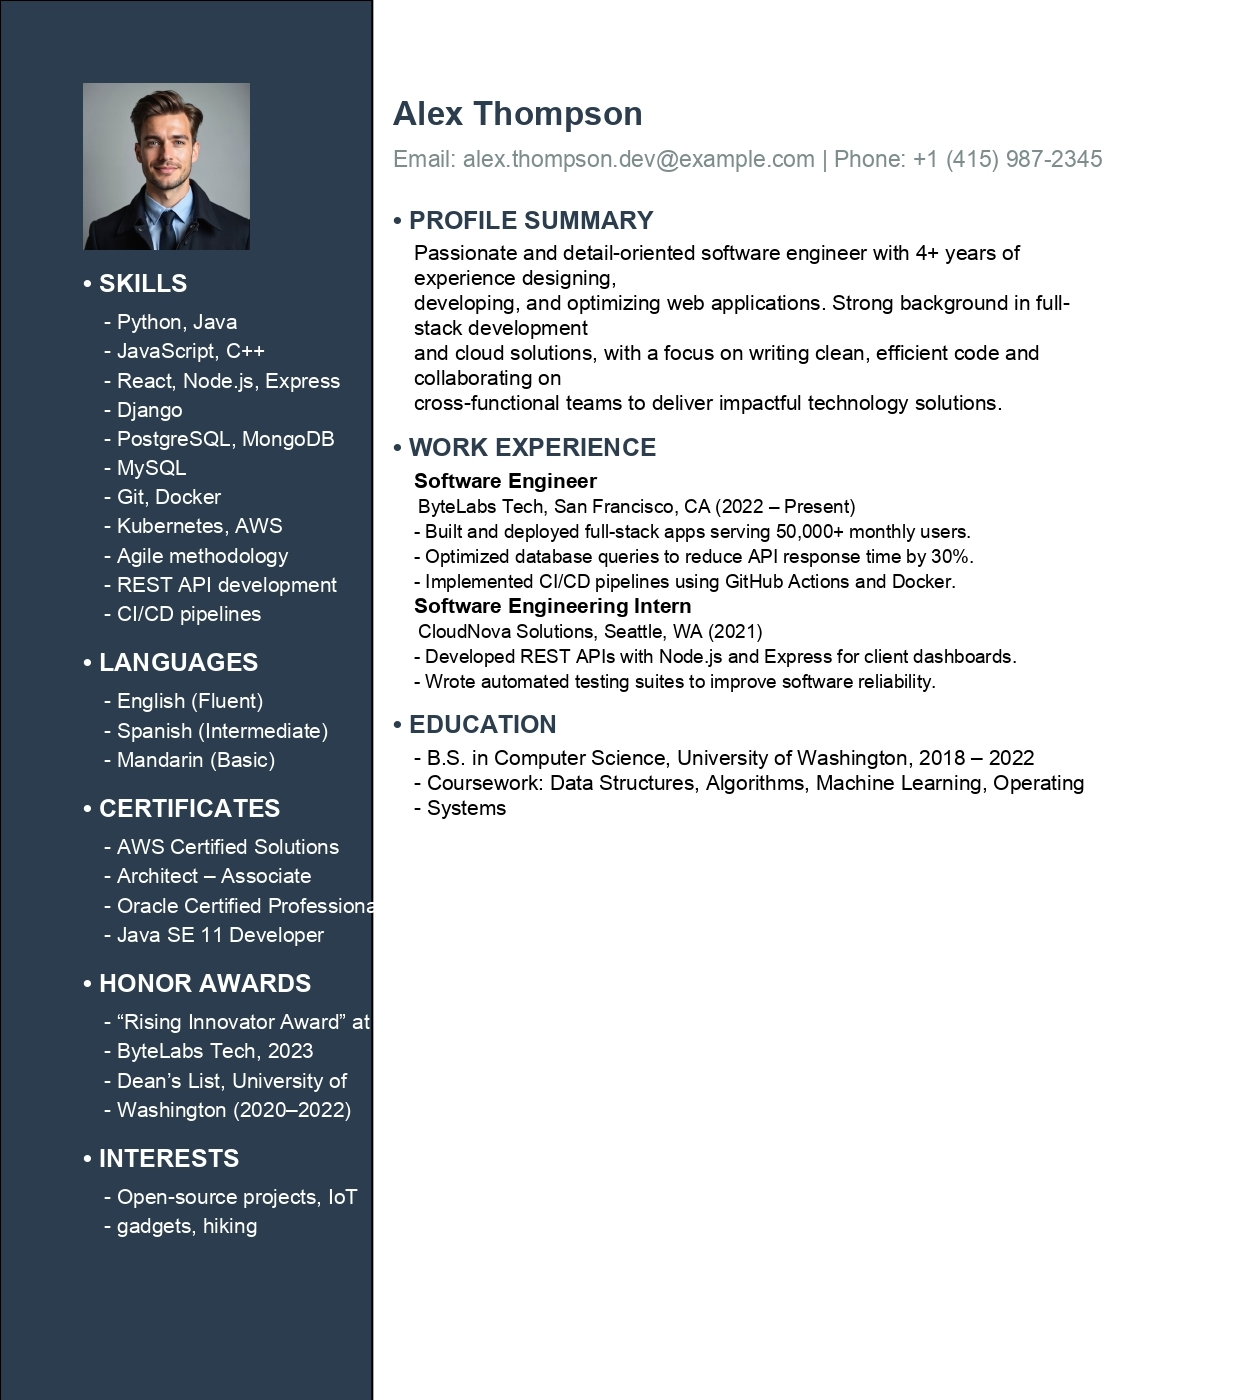 • SKILLS
- Python, Java
- JavaScript, C++
- React, Node.js, Express
- Django
- PostgreSQL, MongoDB
- MySQL
- Git, Docker
- Kubernetes, AWS
- Agile methodology
- REST API development
- CI/CD pipelines
• LANGUAGES
- English (Fluent)
- Spanish (Intermediate)
- Mandarin (Basic)
• CERTIFICATES
- AWS Certified Solutions
- Architect – Associate
- Oracle Certified Professiona
- Java SE 11 Developer
• HONOR AWARDS
- “Rising Innovator Award” at
- ByteLabs Tech, 2023
- Dean’s List, University of
- Washington (2020–2022)
• INTERESTS
- Open-source projects, IoT
- gadgets, hiking
Alex Thompson
Email: alex.thompson.dev@example.com | Phone: +1 (415) 987-2345
• PROFILE SUMMARY
Passionate and detail-oriented software engineer with 4+ years of
experience designing,
developing, and optimizing web applications. Strong background in full-
stack development
and cloud solutions, with a focus on writing clean, efficient code and
collaborating on
cross-functional teams to deliver impactful technology solutions.
• WORK EXPERIENCE
Software Engineer
ByteLabs Tech, San Francisco, CA (2022 – Present)
- Built and deployed full-stack apps serving 50,000+ monthly users.
- Optimized database queries to reduce API response time by 30%.
- Implemented CI/CD pipelines using GitHub Actions and Docker.
Software Engineering Intern
CloudNova Solutions, Seattle, WA (2021)
- Developed REST APIs with Node.js and Express for client dashboards.
- Wrote automated testing suites to improve software reliability.
• EDUCATION
- B.S. in Computer Science, University of Washington, 2018 – 2022
- Coursework: Data Structures, Algorithms, Machine Learning, Operating
- Systems